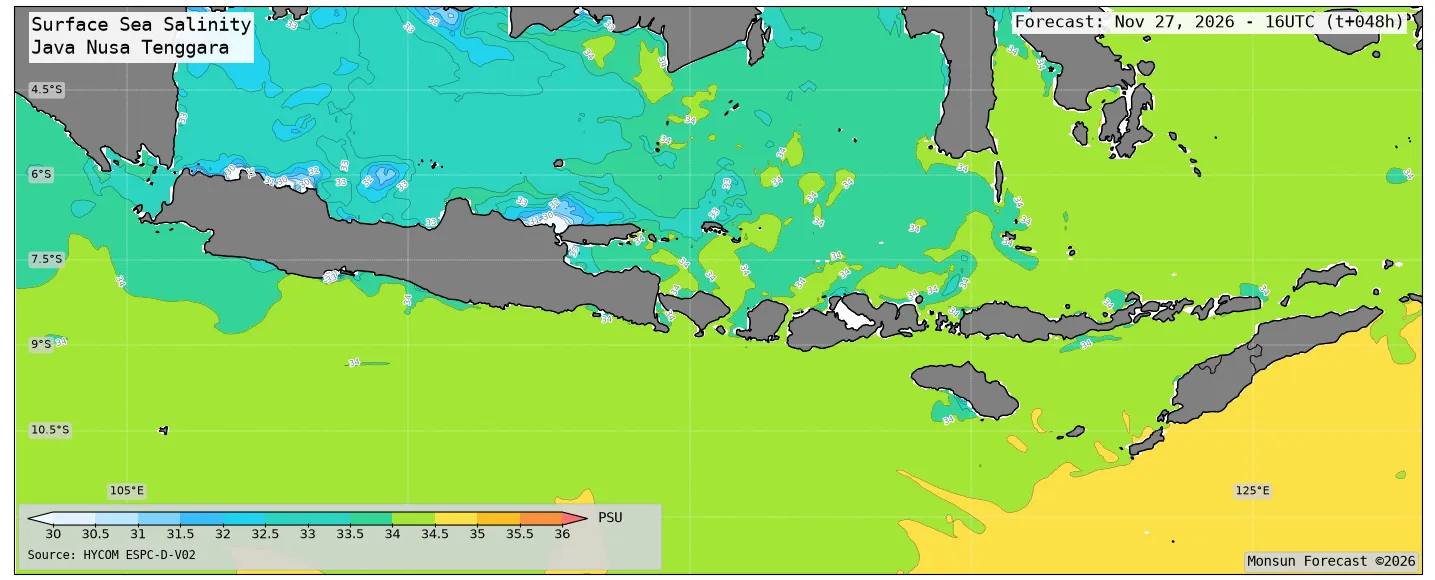 Surface Sea Salinity
Java Nusa Tenggara
Forecast: Nov 27, 2026 - 16UTC (t+048h)
4.5°S
6°S
7.5°S
9°S
10.5°S
105°E
125°E
30 30.5 31 31.5 32 32.5 33 33.5 34 34.5 35 35.5 36
PSU
Source: HYCOM ESPC-D-V02
Monsun Forecast ©2026